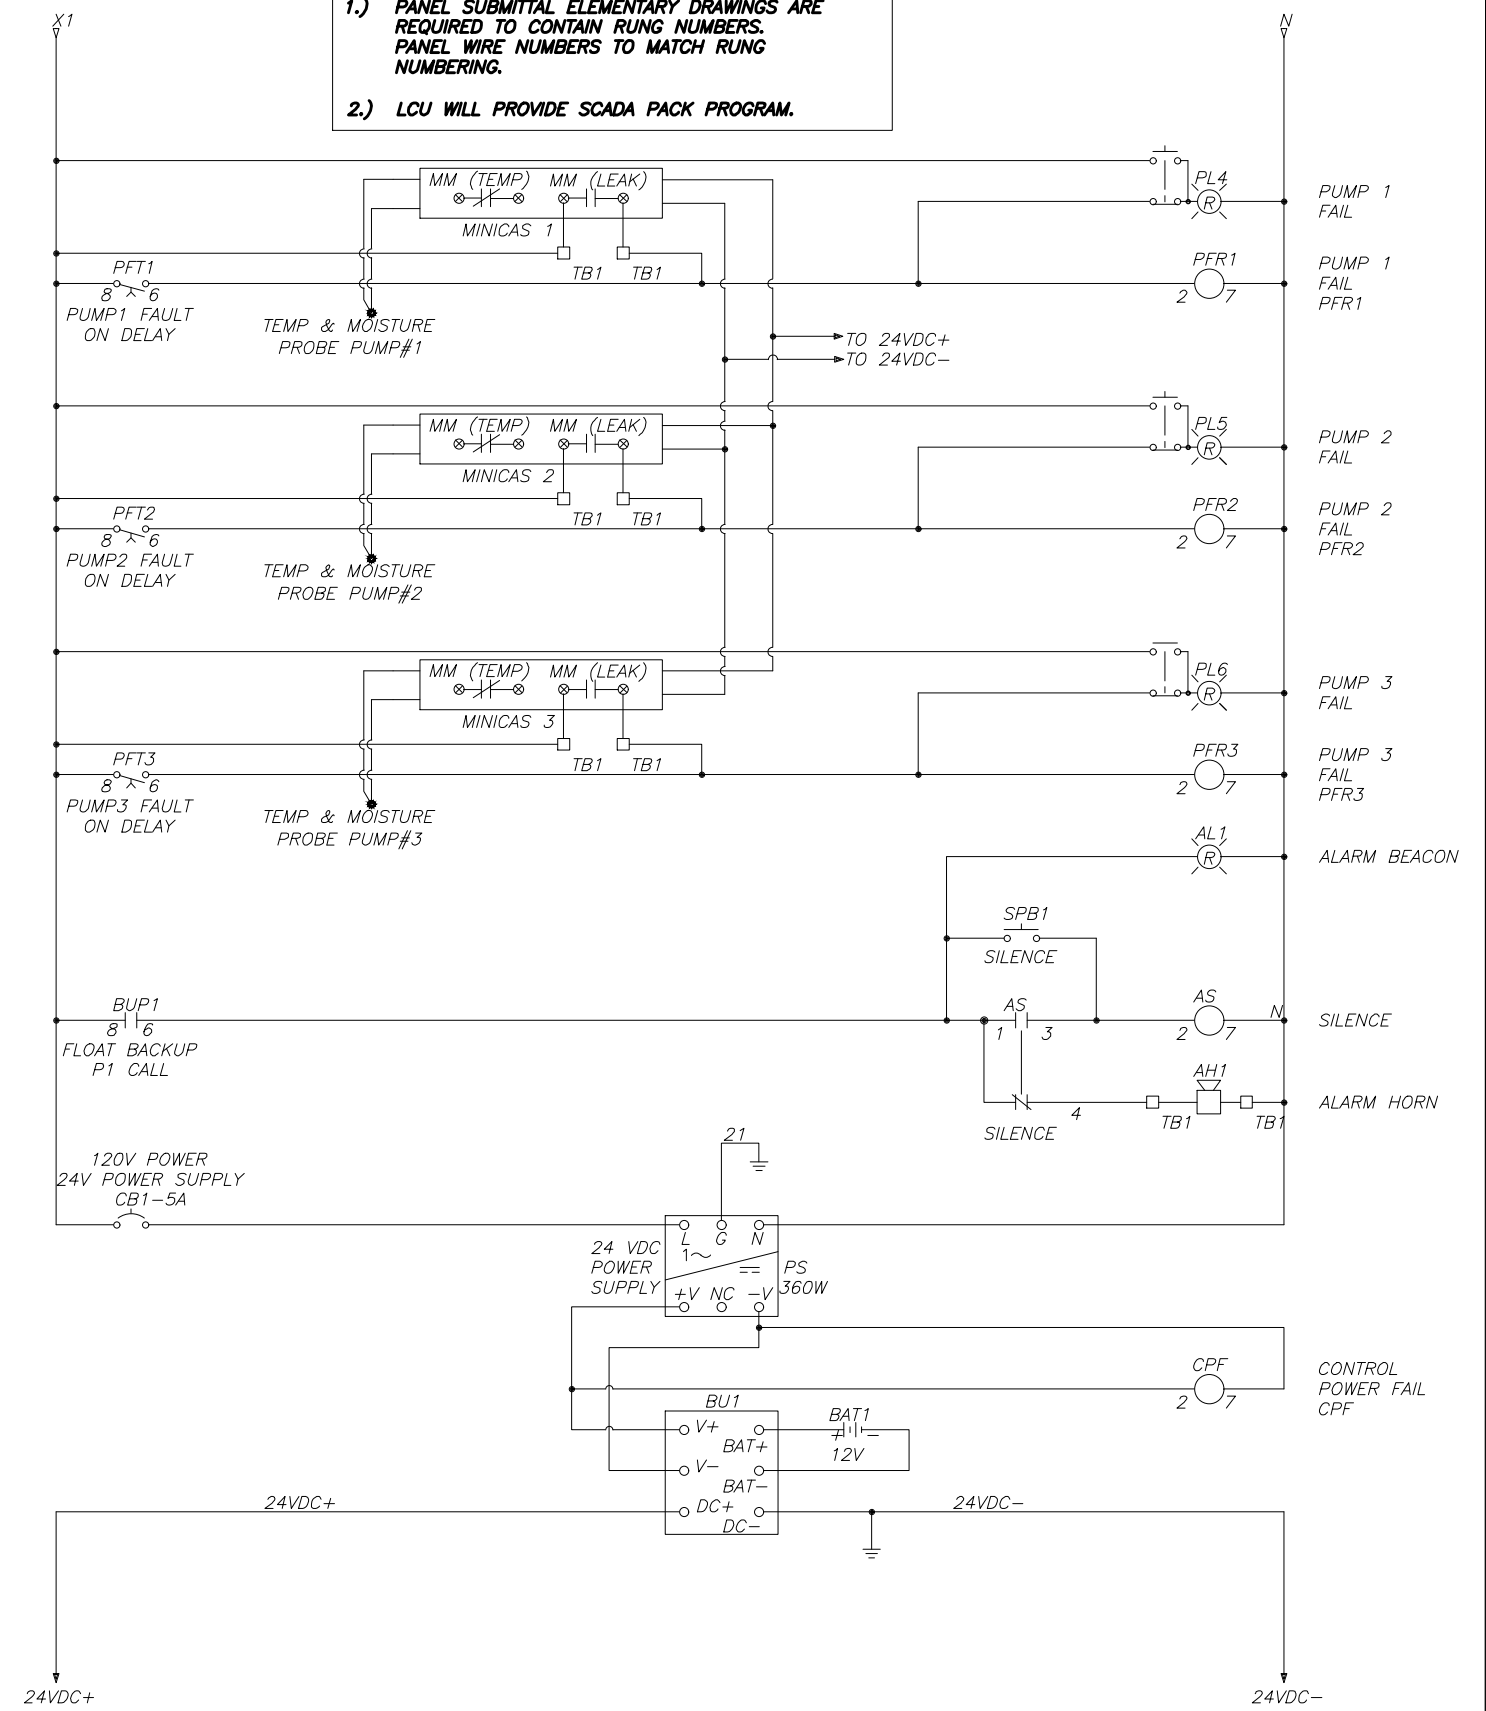 X1
N
1.) PANEL SUBMITTAL ELEMENTARY DRAWINGS ARE
REQUIRED TO CONTAIN RUNG NUMBERS.
PANEL WIRE NUMBERS TO MATCH RUNG
NUMBERING.
2.) LCU WILL PROVIDE SCADA PACK PROGRAM.
MM (TEMP) MM (LEAK)
MINICAS 1
PL4
R
PUMP 1
FAIL
TB1 TB1
PFT1
8 6
PUMP1 FAULT
ON DELAY
TEMP & MOISTURE
PROBE PUMP#1
PFR1
2 7
PUMP 1
FAIL
PFR1
TO 24VDC+
TO 24VDC-
MM (TEMP) MM (LEAK)
MINICAS 2
PL5
R
PUMP 2
FAIL
TB1 TB1
PFT2
8 6
PUMP2 FAULT
ON DELAY
TEMP & MOISTURE
PROBE PUMP#2
PFR2
2 7
PUMP 2
FAIL
PFR2
MM (TEMP) MM (LEAK)
MINICAS 3
PL6
R
PUMP 3
FAIL
TB1 TB1
PFT3
8 6
PUMP3 FAULT
ON DELAY
TEMP & MOISTURE
PROBE PUMP#3
PFR3
2 7
PUMP 3
FAIL
PFR3
AL1
R
ALARM BEACON
SPB1
SILENCE
BUP1
8 6
FLOAT BACKUP
P1 CALL
AS
1 3
AS
2 7
N
SILENCE
SILENCE
4
TB1
AH1
TB1
ALARM HORN
120V POWER
24V POWER SUPPLY
CB1-5A
21
L G N
1~
24 VDC
POWER
SUPPLY
PS
360W
+V NC -V
CPF
2 7
CONTROL
POWER FAIL
CPF
BU1
V+
BAT+
V-
BAT-
DC+
DC-
BAT1
+ -
12V
24VDC+
24VDC-
24VDC+
24VDC-